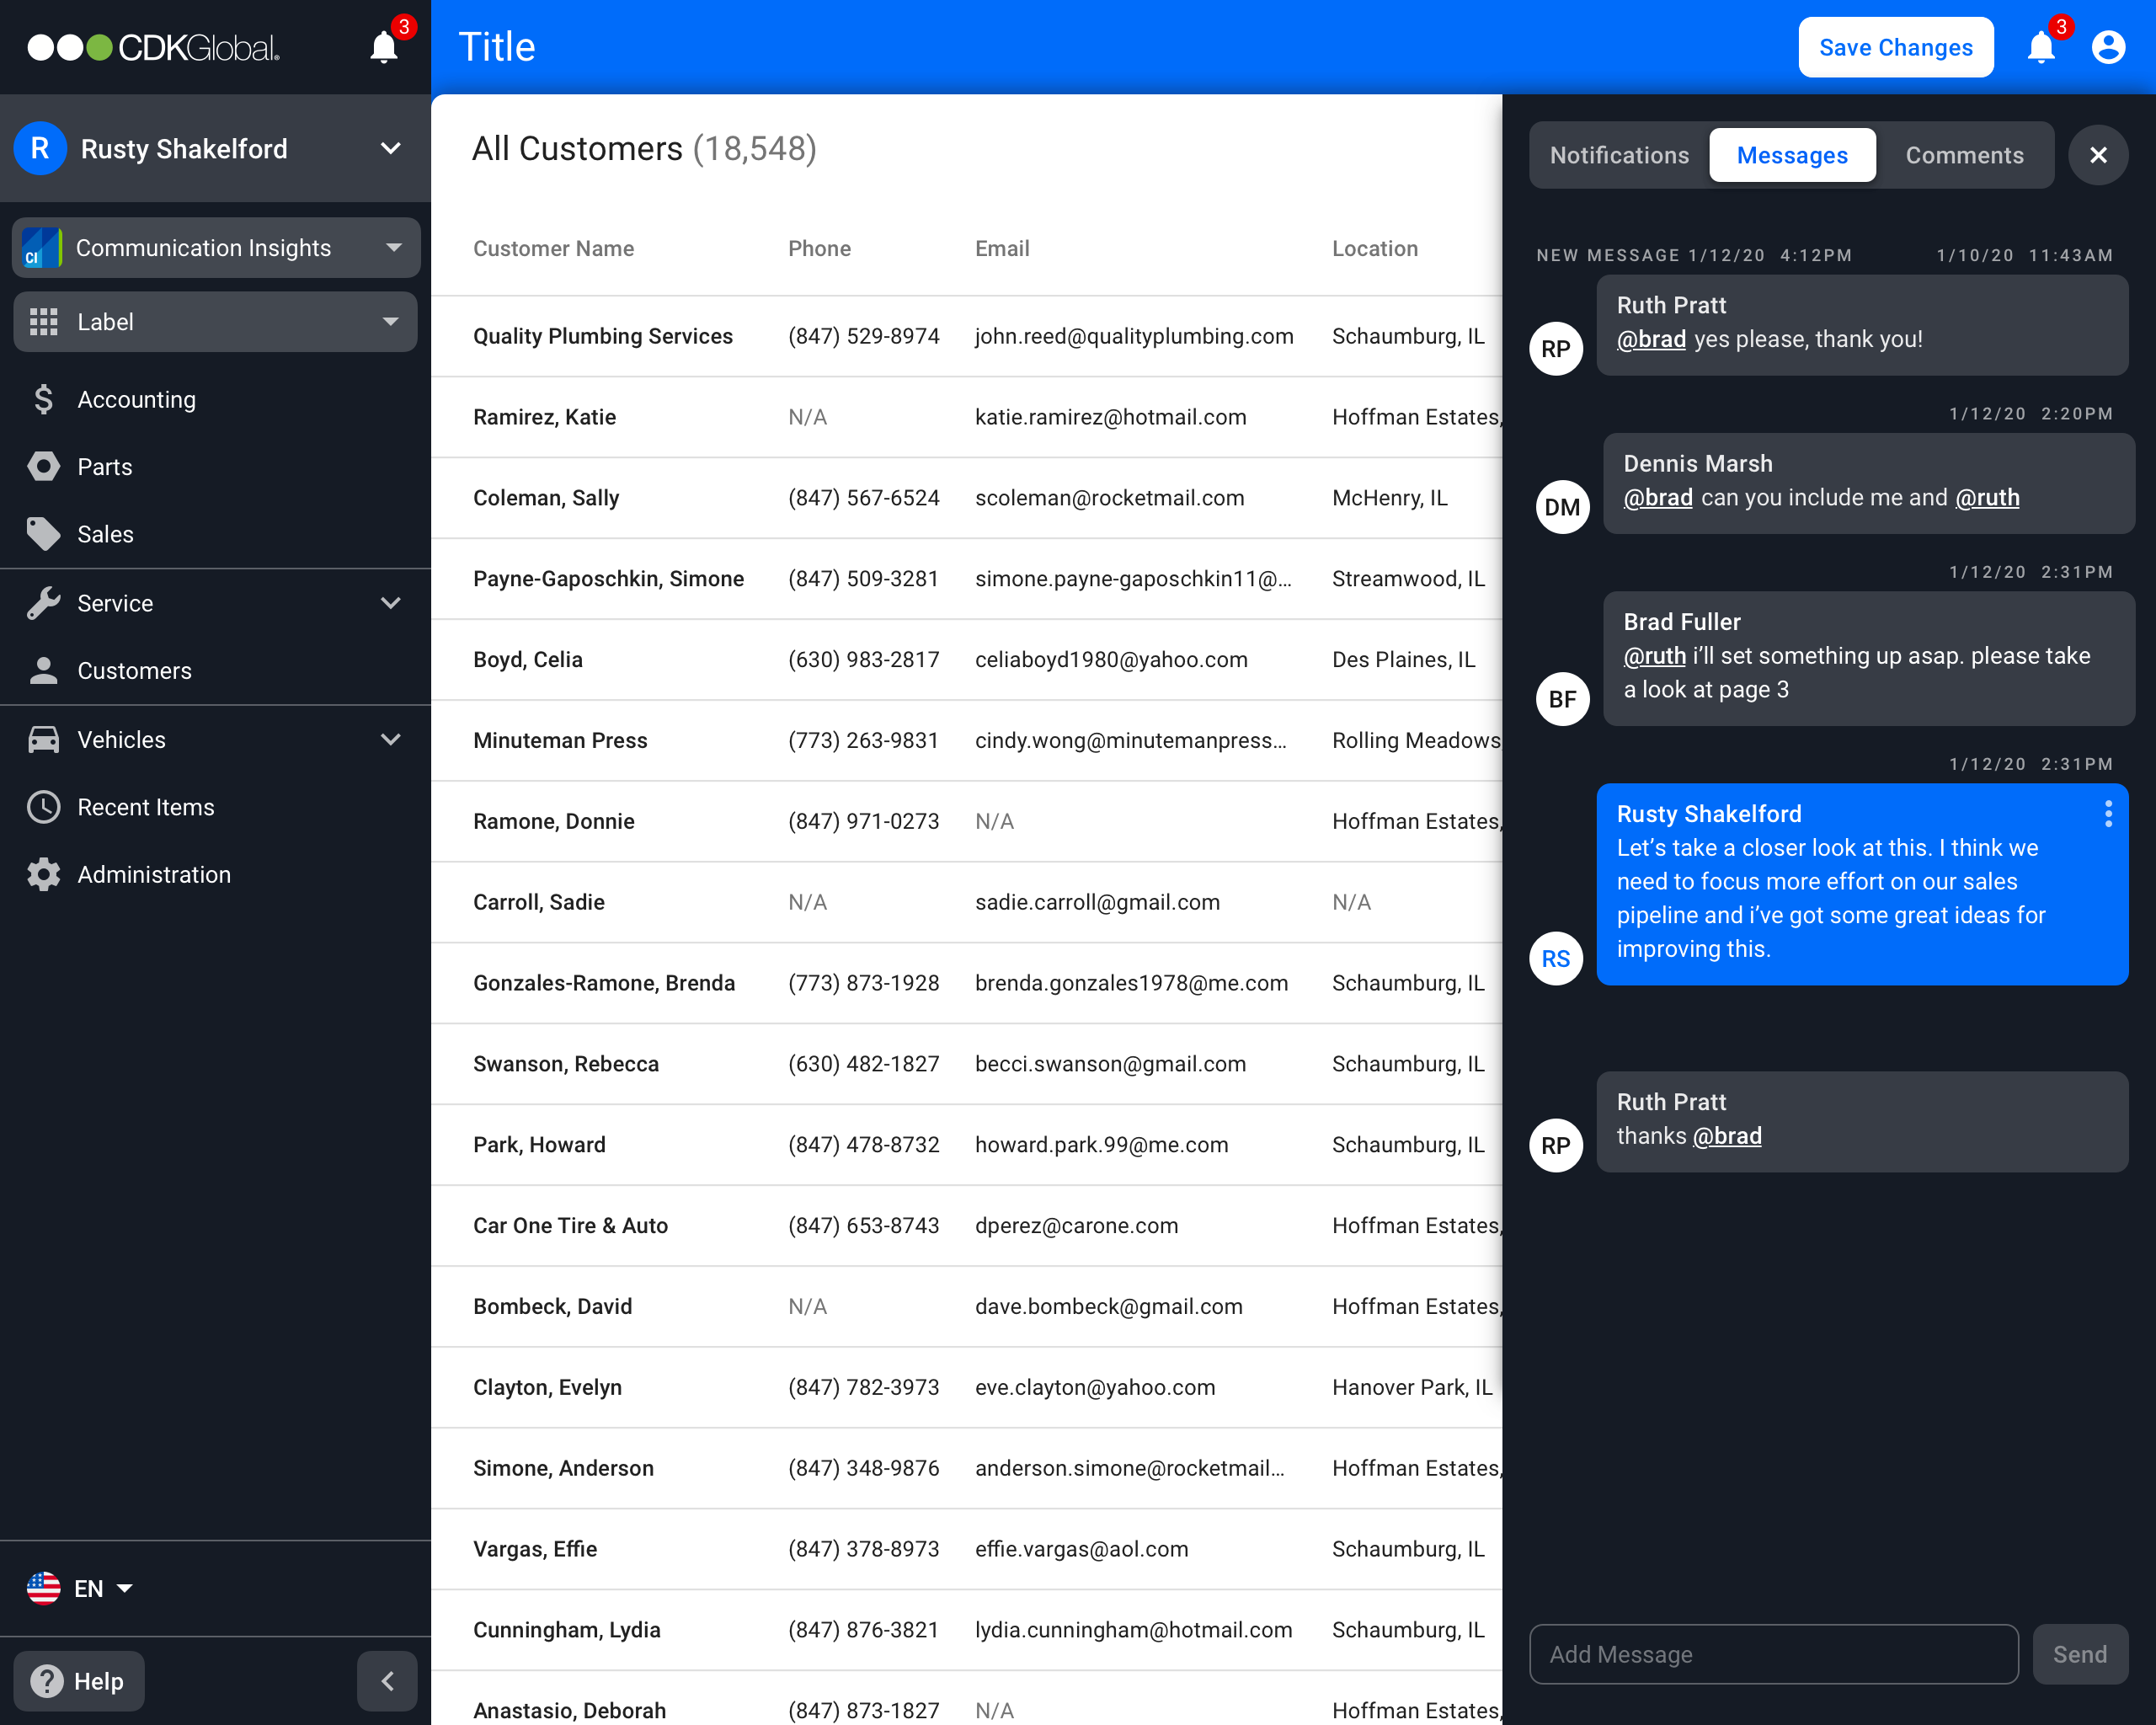 CDKGlobal.
3
Rusty Shakelford
R
CI
Communication Insights
Label
Accounting
Parts
Sales
Service
Customers
Vehicles
Recent Items
Administration
EN
Help
Title
Save Changes
3
All Customers (18,548)
Customer Name Phone Email Location
Quality Plumbing Services (847) 529-8974 john.reed@qualityplumbing.com Schaumburg, IL
Ramirez, Katie N/A katie.ramirez@hotmail.com Hoffman Estates,
Coleman, Sally (847) 567-6524 scoleman@rocketmail.com McHenry, IL
Payne-Gaposchkin, Simone (847) 509-3281 simone.payne-gaposchkin11@... Streamwood, IL
Boyd, Celia (630) 983-2817 celiaboyd1980@yahoo.com Des Plaines, IL
Minuteman Press (773) 263-9831 cindy.wong@minutemanpress... Rolling Meadows
Ramone, Donnie (847) 971-0273 N/A Hoffman Estates,
Carroll, Sadie N/A sadie.carroll@gmail.com N/A
Gonzales-Ramone, Brenda (773) 873-1928 brenda.gonzales1978@me.com Schaumburg, IL
Swanson, Rebecca (630) 482-1827 becci.swanson@gmail.com Schaumburg, IL
Park, Howard (847) 478-8732 howard.park.99@me.com Schaumburg, IL
Car One Tire & Auto (847) 653-8743 dperez@carone.com Hoffman Estates,
Bombeck, David N/A dave.bombeck@gmail.com Hoffman Estates,
Clayton, Evelyn (847) 782-3973 eve.clayton@yahoo.com Hanover Park, IL
Simone, Anderson (847) 348-9876 anderson.simone@rocketmail... Hoffman Estates,
Vargas, Effie (847) 378-8973 effie.vargas@aol.com Schaumburg, IL
Cunningham, Lydia (847) 876-3821 lydia.cunningham@hotmail.com Schaumburg, IL
Anastasio, Deborah (847) 873-1827 N/A Hoffman Estates,
Notifications Messages Comments
NEW MESSAGE 1/12/20 4:12PM 1/10/20 11:43AM
Ruth Pratt
@brad yes please, thank you!
RP
1/12/20 2:20PM
Dennis Marsh
@brad can you include me and @ruth
DM
1/12/20 2:31PM
Brad Fuller
@ruth i’ll set something up asap. please take
a look at page 3
BF
1/12/20 2:31PM
Rusty Shakelford
Let’s take a closer look at this. I think we
need to focus more effort on our sales
pipeline and i’ve got some great ideas for
improving this.
RS
Ruth Pratt
thanks @brad
RP
Add Message
Send